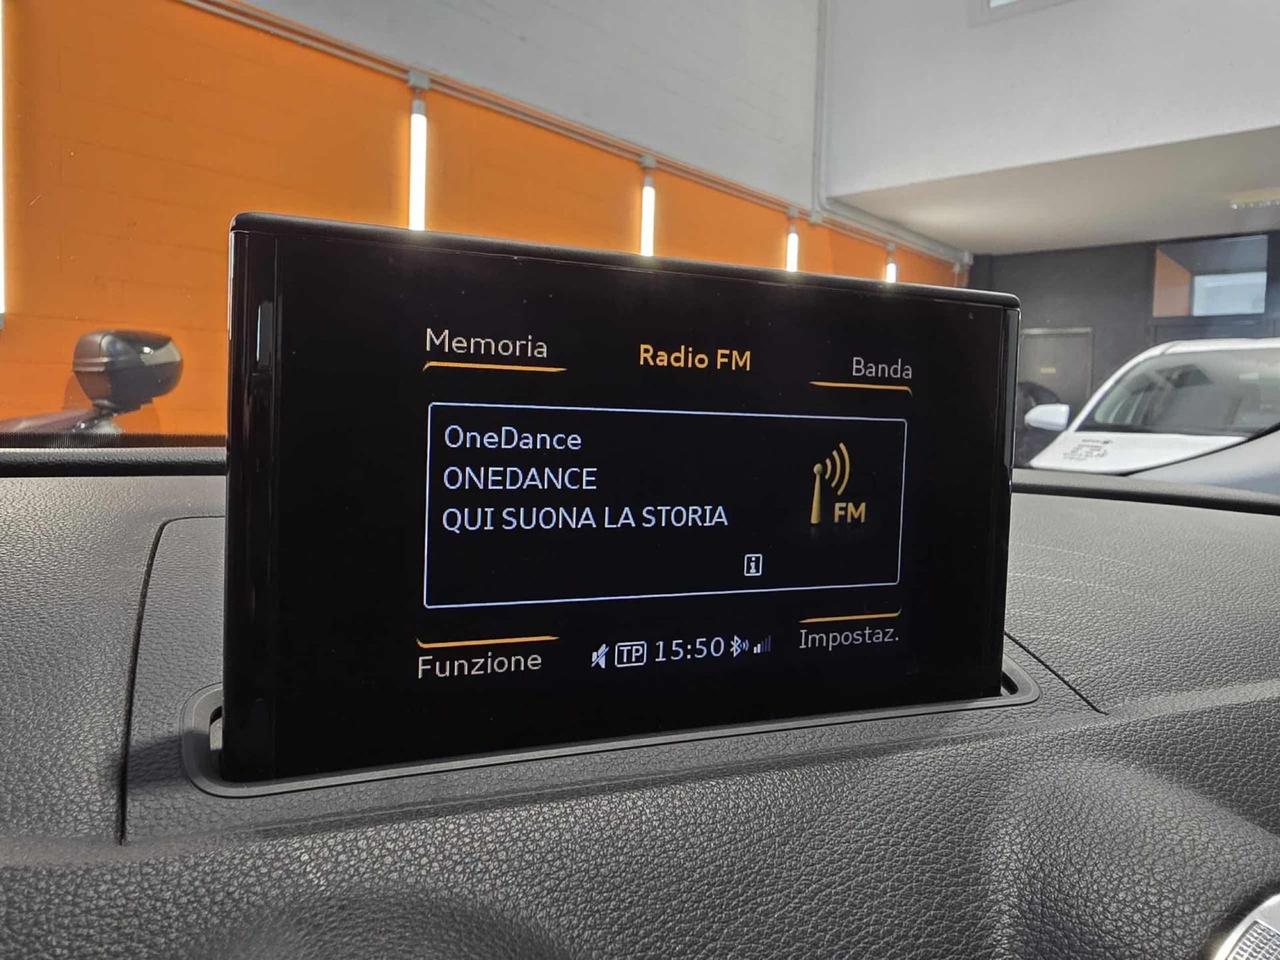 Memoria
Radio FM
Banda
OneDance
ONEDANCE
QUI SUONA LA STORIA
FM
i
Funzione
TP 15:50
Impostaz.